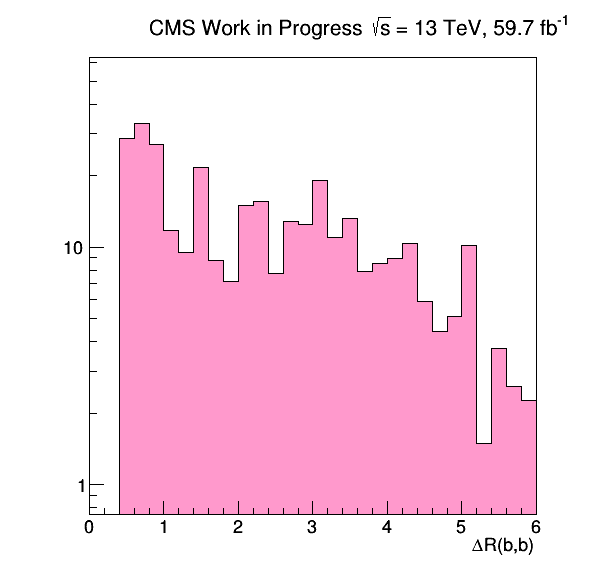 CMS Work in Progress √s = 13 TeV, 59.7 fb⁻¹
10
1
0 1 2 3 4 5 6
ΔR(b,b)